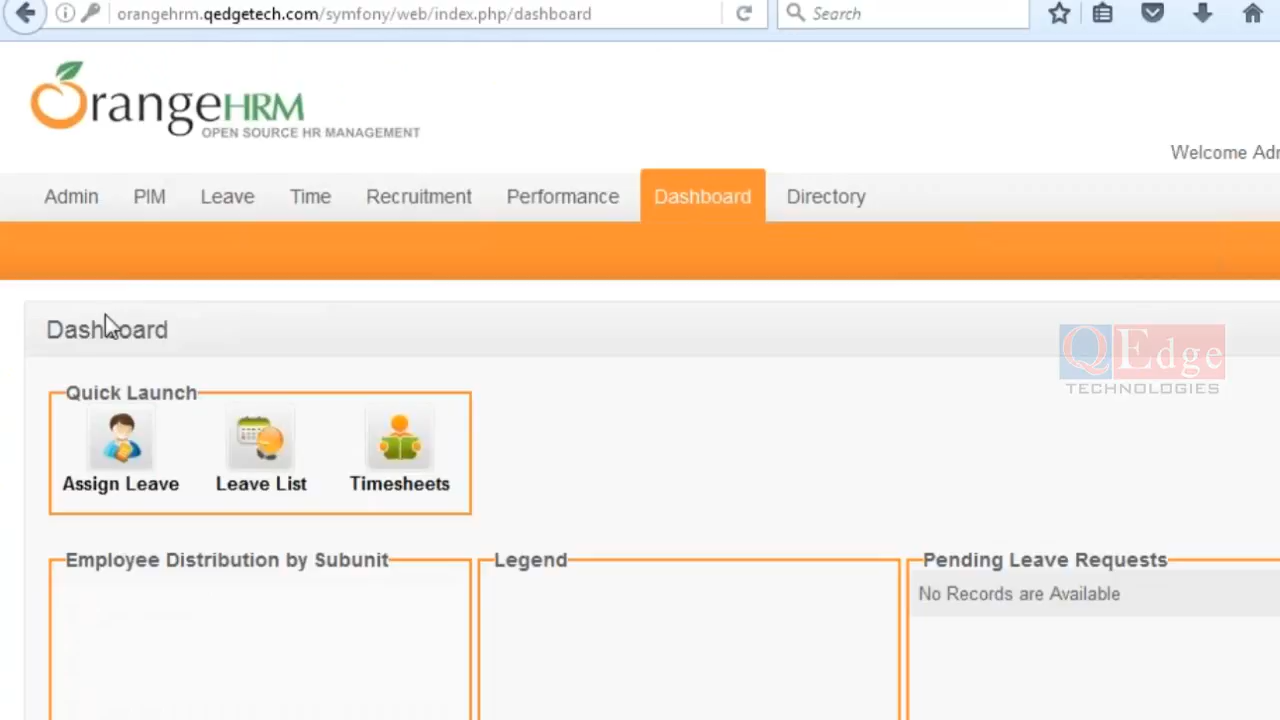 orangehrm.qedgetech.com/symfony/web/index.php/dashboard
Search
OrangeHRM
OPEN SOURCE HR MANAGEMENT
Welcome Adm
Admin PIM Leave Time Recruitment Performance Dashboard Directory
Dashboard
QEdge
TECHNOLOGIES
Quick Launch
Assign Leave Leave List Timesheets
Employee Distribution by Subunit Legend Pending Leave Requests
No Records are Available